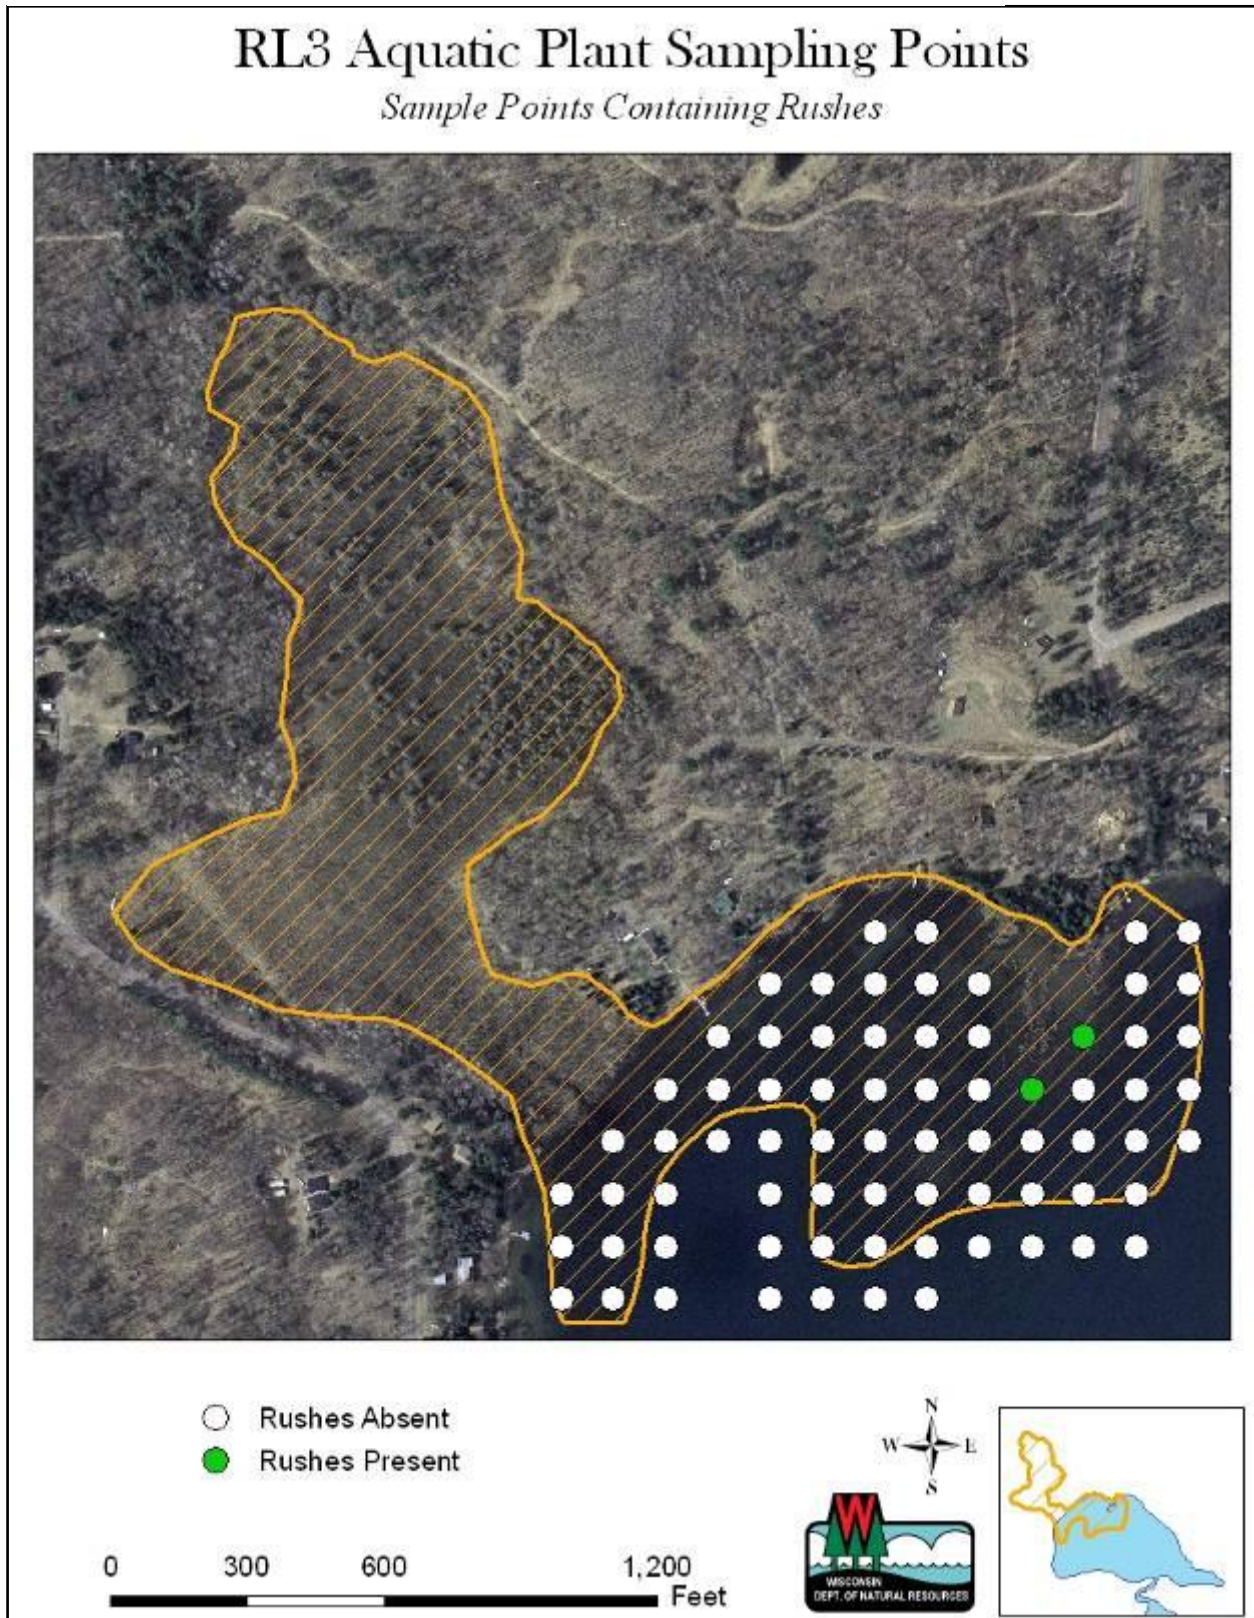 RL3 Aquatic Plant Sampling Points
Sample Points Containing Rushes
Rushes Absent
Rushes Present
N
W E
S
0 300 600 1,200
Feet
W
WISCONSIN
DEPT. OF NATURAL RESOURCES